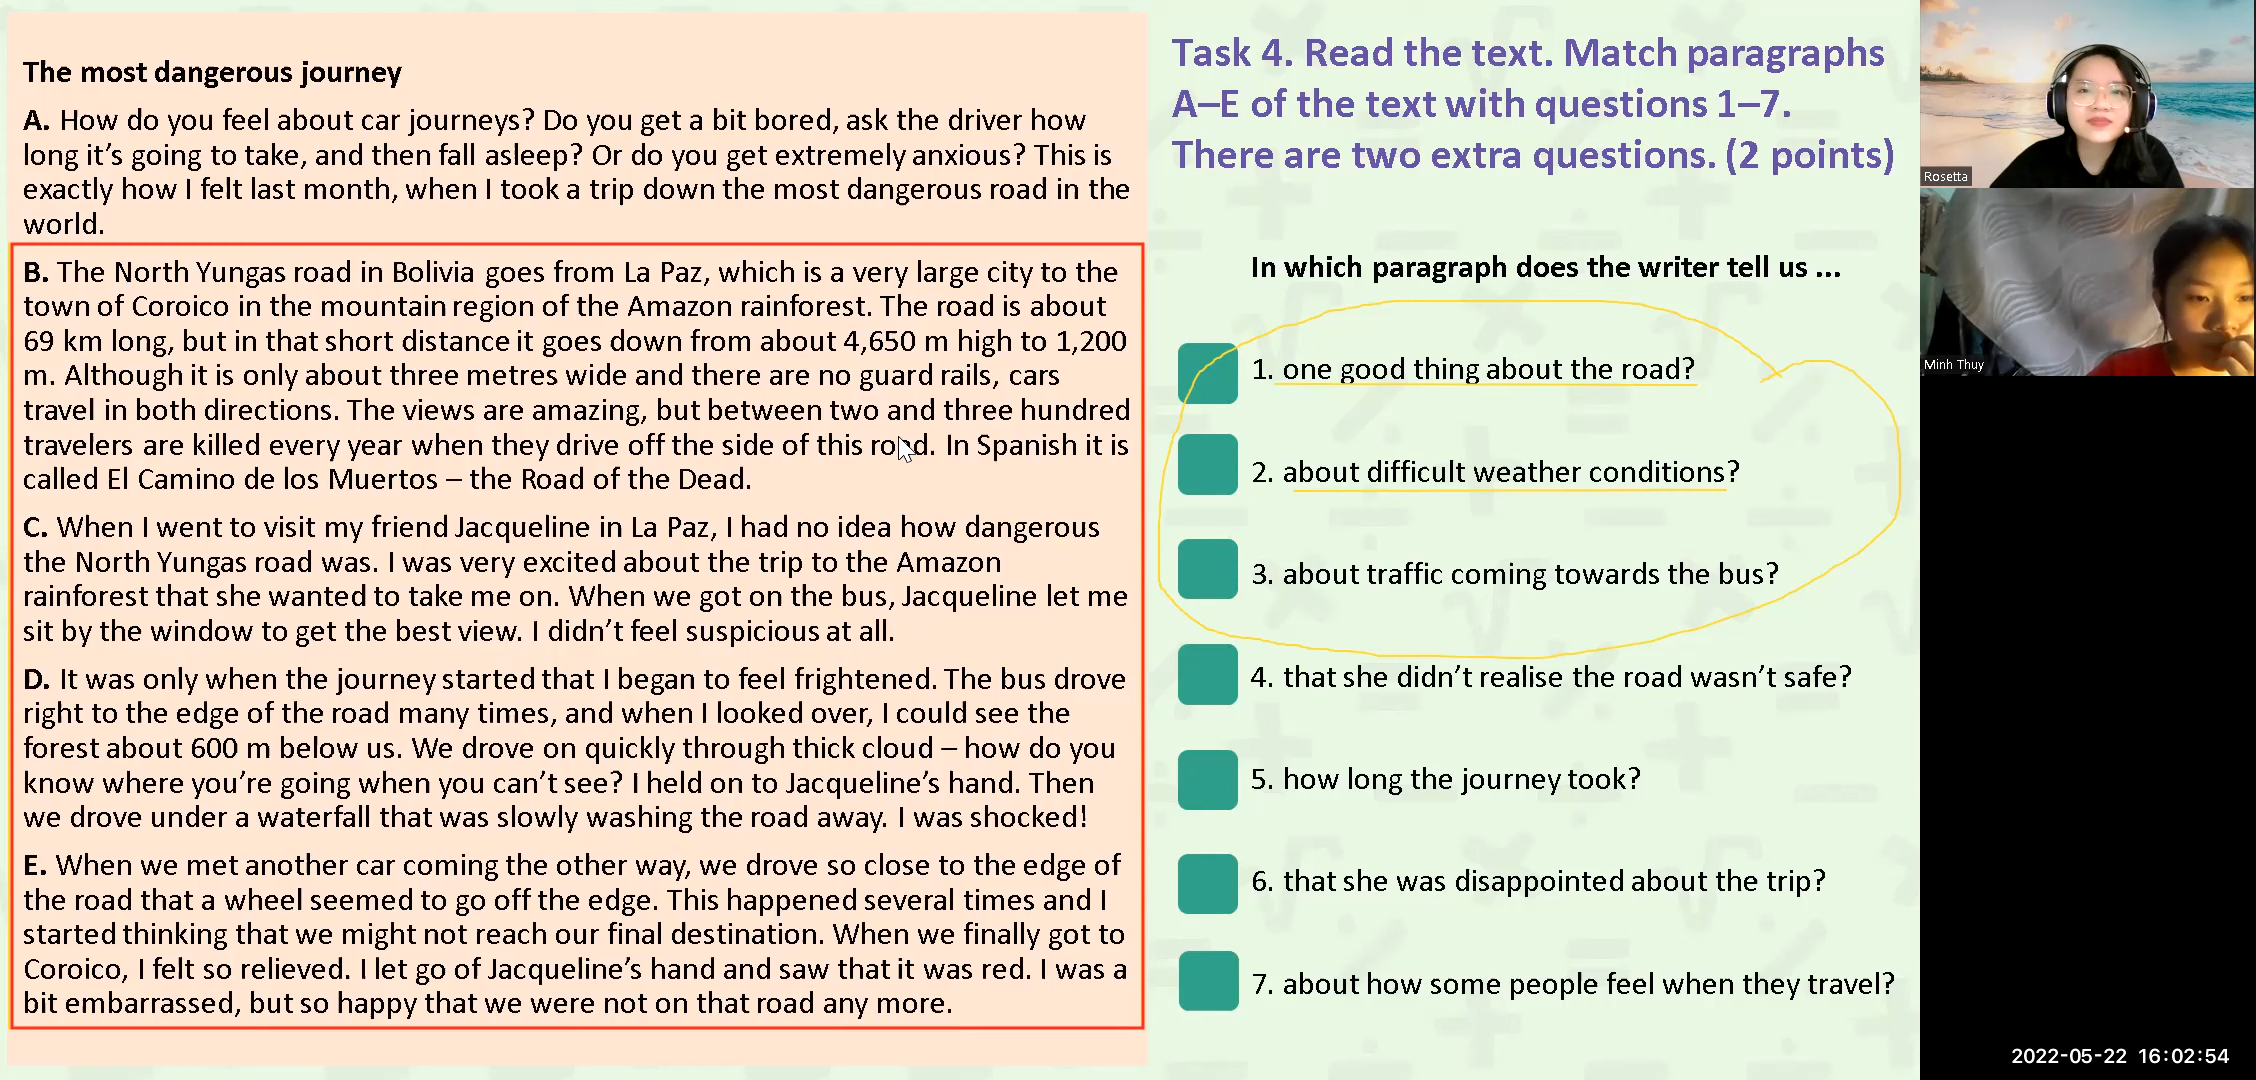 The most dangerous journey
A. How do you feel about car journeys? Do you get a bit bored, ask the driver how
long it's going to take, and then fall asleep? Or do you get extremely anxious? This is
exactly how I felt last month, when I took a trip down the most dangerous road in the
world.
B. The North Yungas road in Bolivia goes from La Paz, which is a very large city to the
town of Coroico in the mountain region of the Amazon rainforest. The road is about
69 km long, but in that short distance it goes down from about 4,650 m high to 1,200
m. Although it is only about three metres wide and there are no guard rails, cars
travel in both directions. The views are amazing, but between two and three hundred
travelers are killed every year when they drive off the side of this road. In Spanish it is
called El Camino de los Muertos – the Road of the Dead.
C. When I went to visit my friend Jacqueline in La Paz, I had no idea how dangerous
the North Yungas road was. I was very excited about the trip to the Amazon
rainforest that she wanted to take me on. When we got on the bus, Jacqueline let me
sit by the window to get the best view. I didn't feel suspicious at all.
D. It was only when the journey started that I began to feel frightened. The bus drove
right to the edge of the road many times, and when I looked over, I could see the
forest about 600 m below us. We drove on quickly through thick cloud – how do you
know where you're going when you can't see? I held on to Jacqueline's hand. Then
we drove under a waterfall that was slowly washing the road away. I was shocked!
E. When we met another car coming the other way, we drove so close to the edge of
the road that a wheel seemed to go off the edge. This happened several times and I
started thinking that we might not reach our final destination. When we finally got to
Coroico, I felt so relieved. I let go of Jacqueline's hand and saw that it was red. I was a
bit embarrassed, but so happy that we were not on that road any more.
Task 4. Read the text. Match paragraphs
A–E of the text with questions 1–7.
There are two extra questions. (2 points)
In which paragraph does the writer tell us ...
1. one good thing about the road?
2. about difficult weather conditions?
3. about traffic coming towards the bus?
4. that she didn't realise the road wasn't safe?
5. how long the journey took?
6. that she was disappointed about the trip?
7. about how some people feel when they travel?
Rosetta
Minh Thuy
2022-05-22 16:02:54